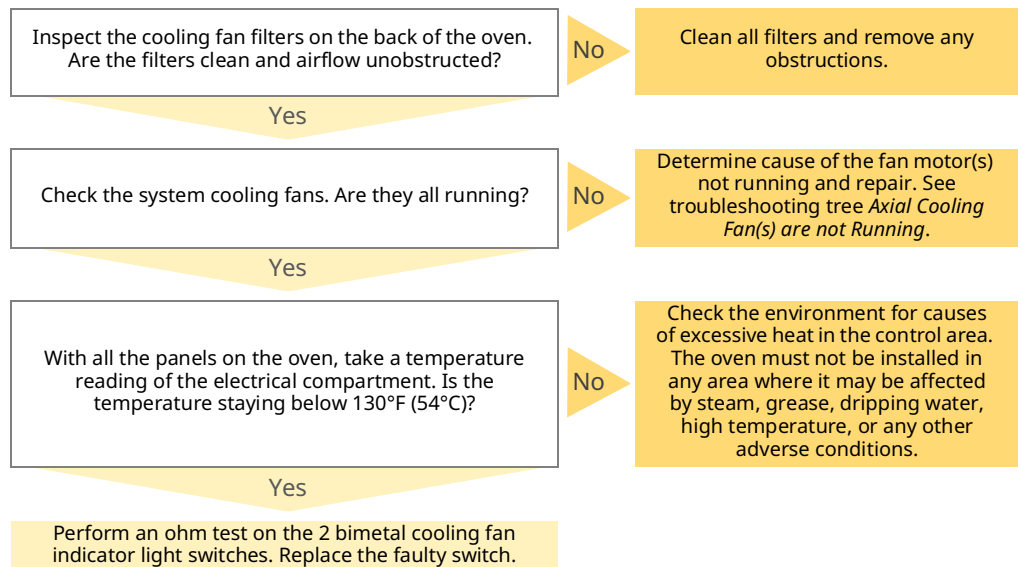 Inspect the cooling fan filters on the back of the oven.
Are the filters clean and airflow unobstructed?
No
Clean all filters and remove any
obstructions.
Yes
Check the system cooling fans. Are they all running?
No
Determine cause of the fan motor(s)
not running and repair. See
troubleshooting tree Axial Cooling
Fan(s) are not Running.
Yes
With all the panels on the oven, take a temperature
reading of the electrical compartment. Is the
temperature staying below 130°F (54°C)?
No
Check the environment for causes
of excessive heat in the control area.
The oven must not be installed in
any area where it may be affected
by steam, grease, dripping water,
high temperature, or any other
adverse conditions.
Yes
Perform an ohm test on the 2 bimetal cooling fan
indicator light switches. Replace the faulty switch.